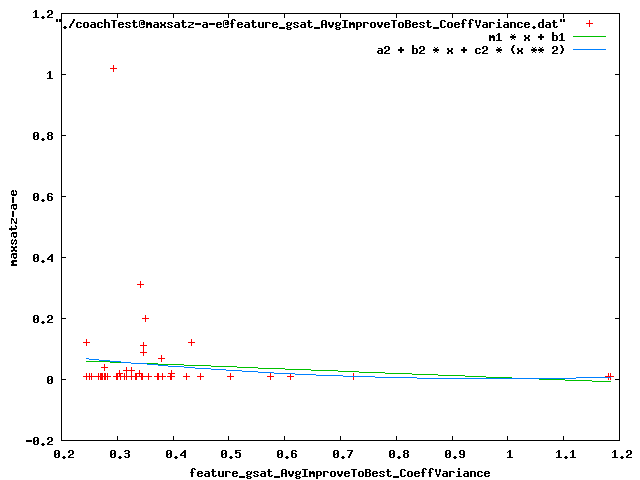 "./coachTest@maxsatz-a-e@feature_gsat_AvgImproveToBest_CoeffVariance.dat"
m1 * x + b1
a2 + b2 * x + c2 * (x ** 2)
1.2
1
0.8
0.6
0.4
0.2
0
-0.2
maxsatz-a-e
0.2 0.3 0.4 0.5 0.6 0.7 0.8 0.9 1 1.1 1.2
feature_gsat_AvgImproveToBest_CoeffVariance